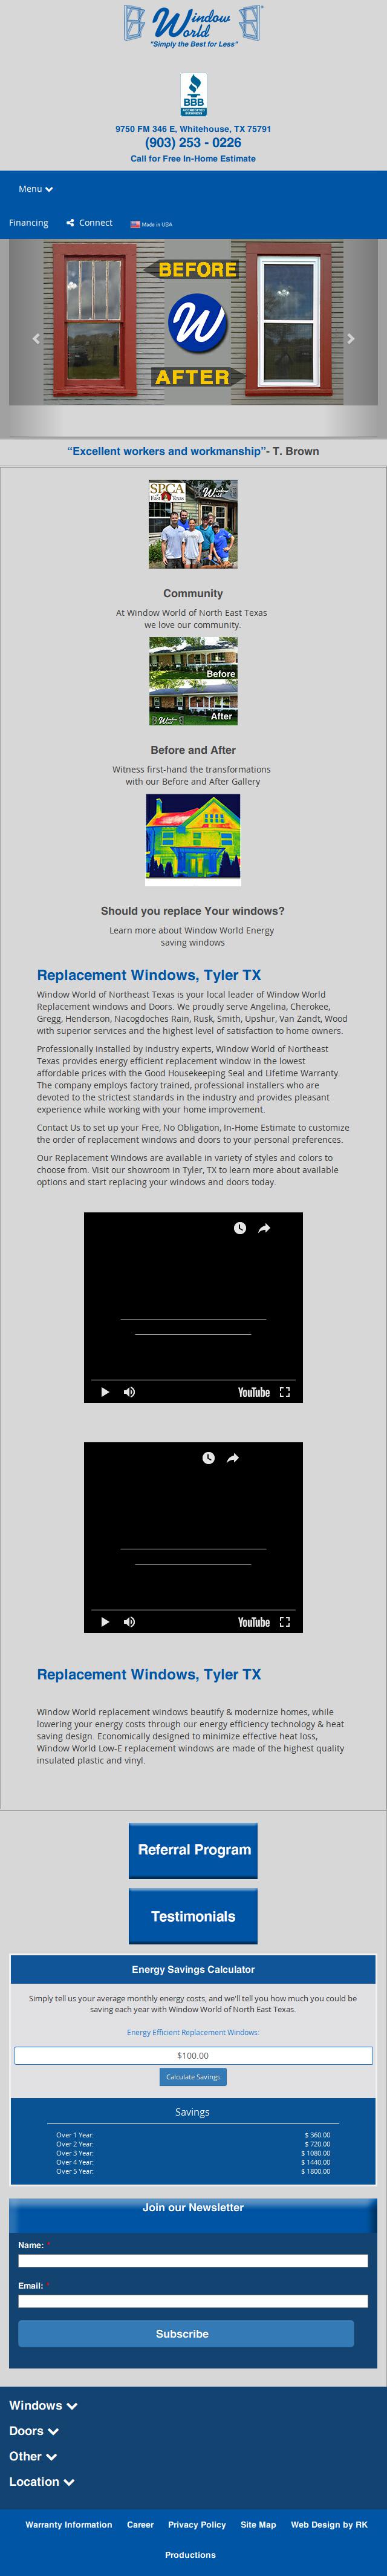 Window
World
"Simply the Best for Less"
BBB
ACCREDITED
BUSINESS
9750 FM 346 E, Whitehouse, TX 75791
(903) 253 - 0226
Call for Free In-Home Estimate
Menu
Financing
Connect
Made in USA
BEFORE
W
AFTER
“Excellent workers and workmanship”- T. Brown
SPCA
East Texas
Window
Community
At Window World of North East Texas
we love our community.
Before
After
Window
Before and After
Witness first-hand the transformations
with our Before and After Gallery
Should you replace Your windows?
Learn more about Window World Energy
saving windows
Replacement Windows, Tyler TX
Window World of Northeast Texas is your local leader of Window World
Replacement windows and Doors. We proudly serve Angelina, Cherokee,
Gregg, Henderson, Nacogdoches Rain, Rusk, Smith, Upshur, Van Zandt, Wood
with superior services and the highest level of satisfaction to home owners.
Professionally installed by industry experts, Window World of Northeast
Texas provides energy efficient replacement window in the lowest
affordable prices with the Good Housekeeping Seal and Lifetime Warranty.
The company employs factory trained, professional installers who are
devoted to the strictest standards in the industry and provides pleasant
experience while working with your home improvement.
Contact Us to set up your Free, No Obligation, In-Home Estimate to customize
the order of replacement windows and doors to your personal preferences.
Our Replacement Windows are available in variety of styles and colors to
choose from. Visit our showroom in Tyler, TX to learn more about available
options and start replacing your windows and doors today.
YouTube
YouTube
Replacement Windows, Tyler TX
Window World replacement windows beautify & modernize homes, while
lowering your energy costs through our energy efficiency technology & heat
saving design. Economically designed to minimize effective heat loss,
Window World Low-E replacement windows are made of the highest quality
insulated plastic and vinyl.
Referral Program
Testimonials
Energy Savings Calculator
Simply tell us your average monthly energy costs, and we'll tell you how much you could be
saving each year with Window World of North East Texas.
Energy Efficient Replacement Windows:
$100.00
Calculate Savings
Savings
Over 1 Year: $ 360.00
Over 2 Year: $ 720.00
Over 3 Year: $ 1080.00
Over 4 Year: $ 1440.00
Over 5 Year: $ 1800.00
Join our Newsletter
Name: *
Email: *
Subscribe
Windows
Doors
Other
Location
Warranty Information Career Privacy Policy Site Map Web Design by RK
Productions